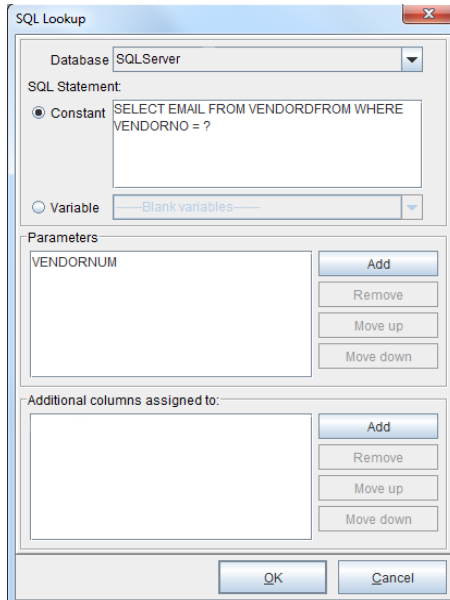 SQL Lookup
Database SQLServer
SQL Statement:
Constant SELECT EMAIL FROM VENDORDFROM WHERE
VENDORNO = ?
Variable ------Blank variables------
Parameters
VENDORNUM
Add
Remove
Move up
Move down
Additional columns assigned to:
Add
Remove
Move up
Move down
OK Cancel